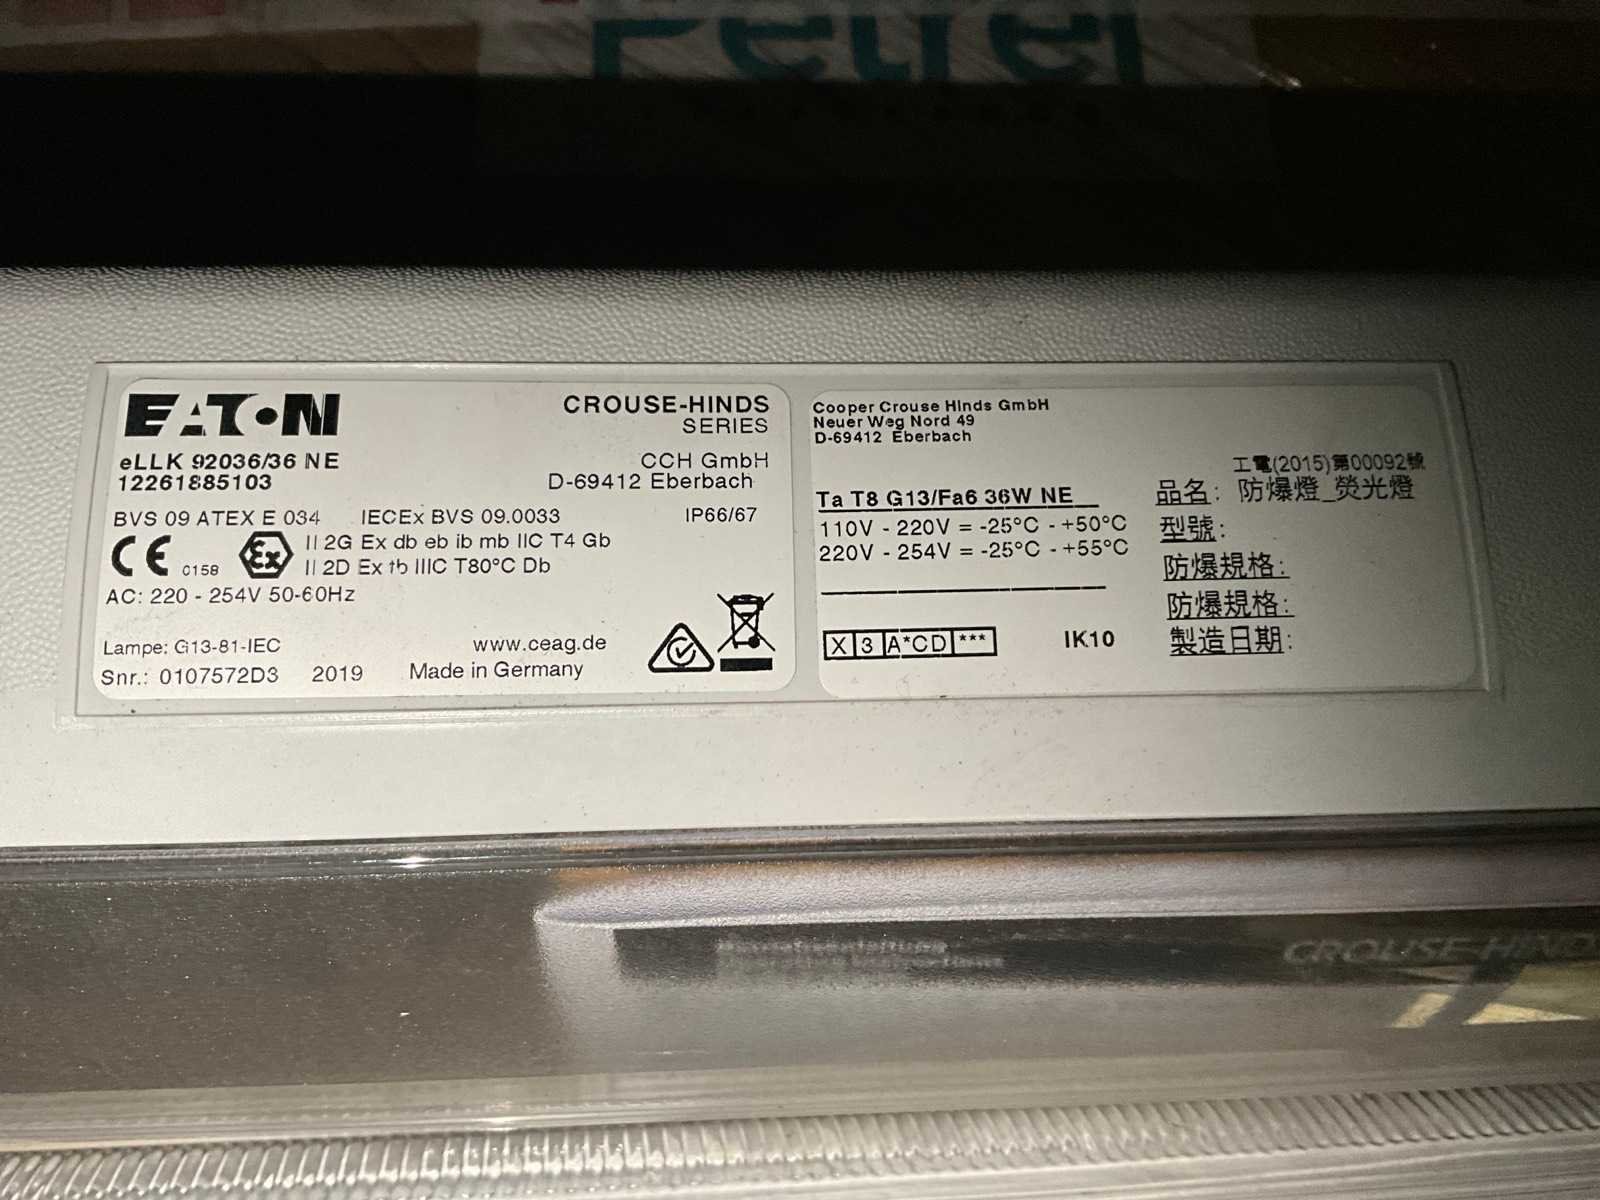 Petrel
EATON
CROUSE-HINDS
SERIES
eLLK 92036/36 NE
12261885103
CCH GmbH
D-69412 Eberbach
BVS 09 ATEX E 034 IECEx BVS 09.0033 IP66/67
CE 0158 Ex II 2G Ex db eb ib mb IIC T4 Gb
II 2D Ex tb IIIC T80°C Db
AC: 220 - 254V 50-60Hz
Lampe: G13-81-IEC www.ceag.de
Snr.: 0107572D3 2019 Made in Germany
Cooper Crouse Hinds GmbH
Neuer Weg Nord 49
D-69412 Eberbach
Ta T8 G13/Fa6 36W NE
110V - 220V = -25°C - +50°C
220V - 254V = -25°C - +55°C
X 3 A*CD *** IK10
工電(2015)第00092號
品名: 防爆燈_熒光燈
型號:
防爆規格:
防爆規格:
製造日期:
CROUSE-HINDS